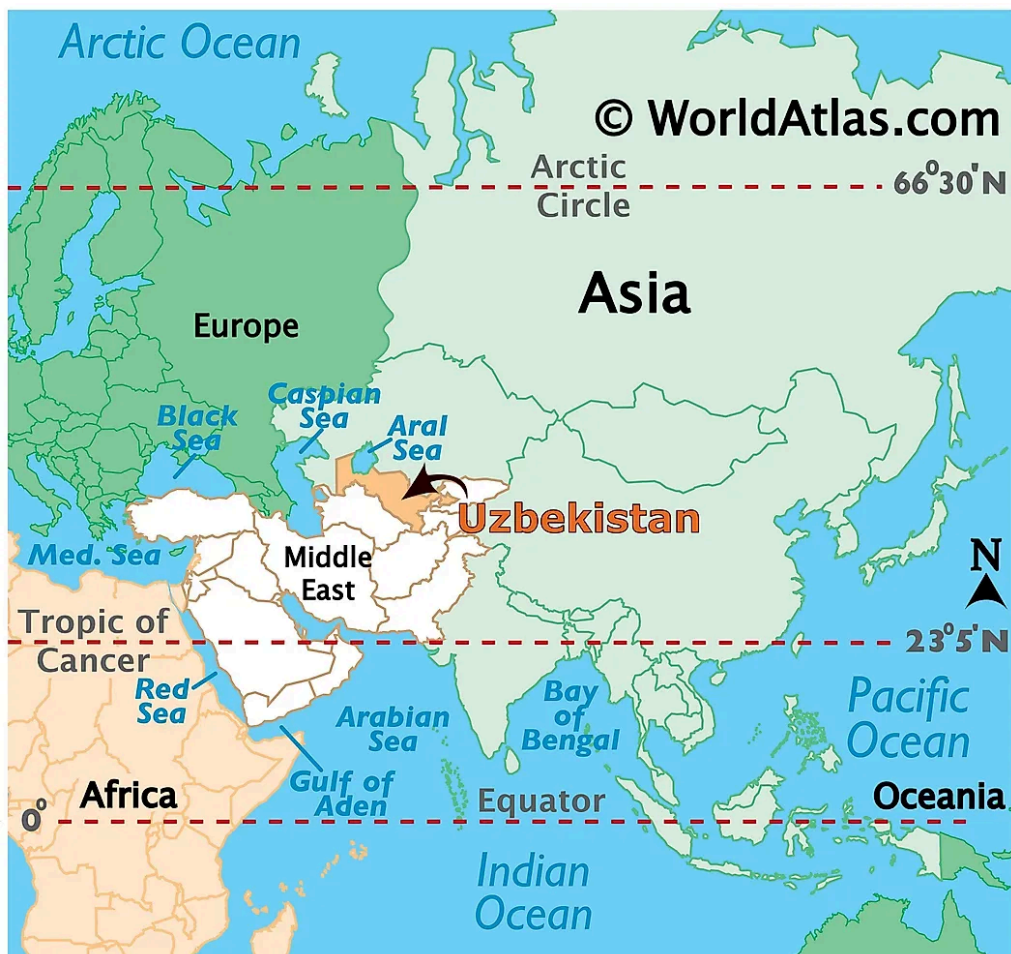 Arctic Ocean
© WorldAtlas.com
Arctic
Circle
66°30'N
Asia
Europe
Caspian
Sea
Black
Sea
Aral
Sea
Uzbekistan
Middle
East
Med. Sea
N
Tropic of
Cancer
23°5'N
Red
Sea
Arabian
Sea
Bay
of
Bengal
Pacific
Ocean
Gulf of
Aden
Africa
Equator
Oceania
0°
Indian
Ocean